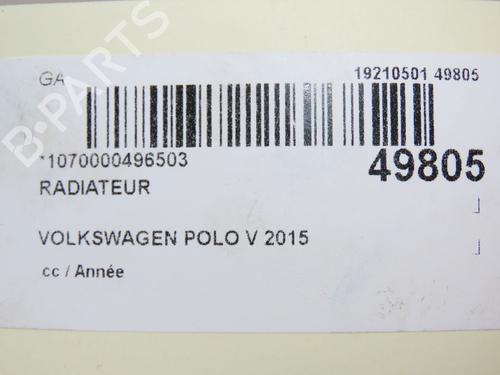 B-PARTS
GA
19210501 49805
*1070000496503
49805
RADIATEUR
VOLKSWAGEN POLO V 2015
cc / Année